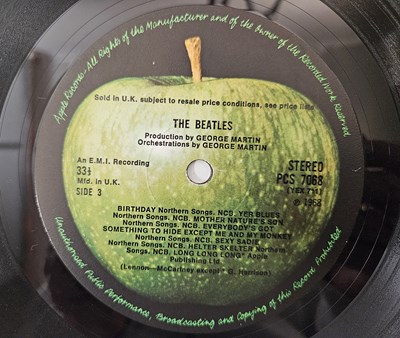 Apple Records - All Rights of the Manufacturer and of the owner of the Recorded Work reserved.
Sold in U.K. subject to resale price conditions, see price lists
THE BEATLES
Production by GEORGE MARTIN
Orchestrations by GEORGE MARTIN
An E.M.I. Recording
33⅓
Mfd. in U.K.
SIDE 3
STEREO
PCS 7068
(YEX 711)
℗ 1968
BIRTHDAY Northern Songs. NCB. YER BLUES
Northern Songs. NCB. MOTHER NATURE'S SON
Northern Songs. NCB. EVERYBODY'S GOT
SOMETHING TO HIDE EXCEPT ME AND MY MONKEY
Northern Songs. NCB. SEXY SADIE
Northern Songs. NCB. HELTER SKELTER Northern
Songs. NCB, LONG LONG LONG* Apple
Publishing Ltd.
(Lennon—McCartney except * G. Harrison)
Unauthorised Public Performance, Broadcasting and Copying of this Record Prohibited